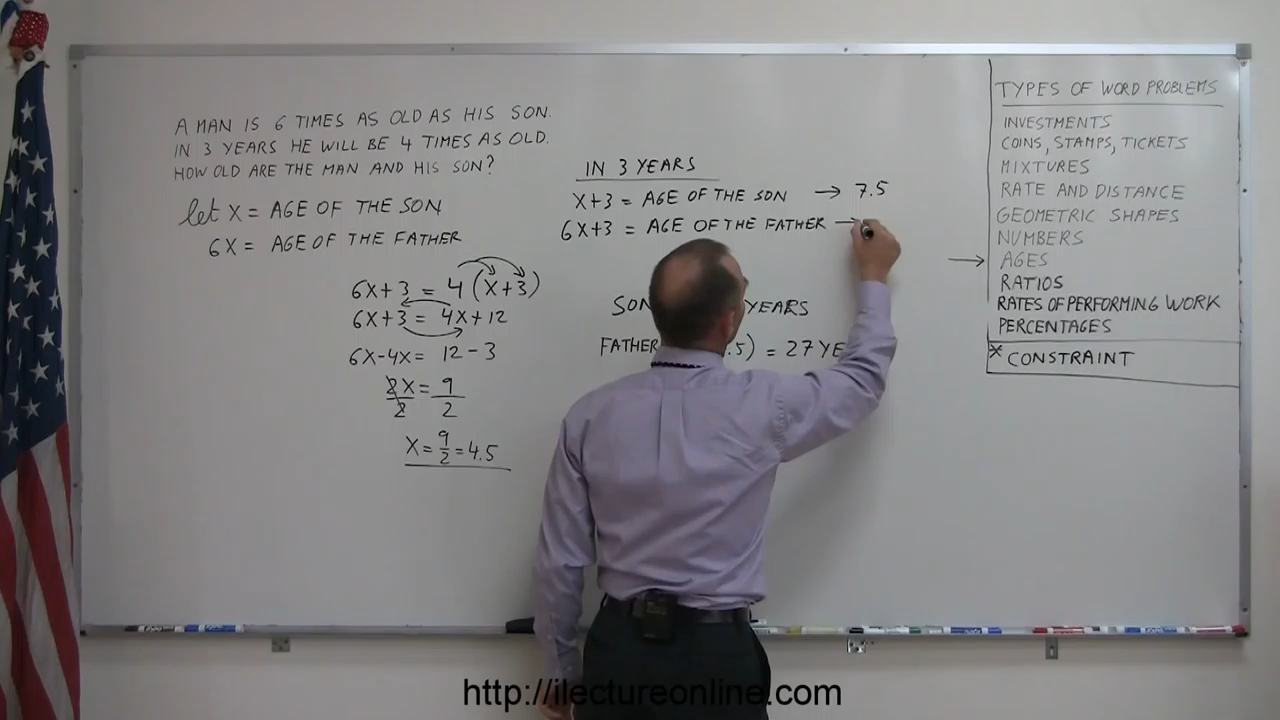 A MAN IS 6 TIMES AS OLD AS HIS SON.
IN 3 YEARS HE WILL BE 4 TIMES AS OLD.
HOW OLD ARE THE MAN AND HIS SON?
let X = AGE OF THE SON
6X = AGE OF THE FATHER
6X+3 = 4(X+3)
6X+3 = 4X+12
6X-4X = 12-3
2X/2 = 9/2
X = 9/2 = 4.5
IN 3 YEARS
X+3 = AGE OF THE SON → 7.5
6X+3 = AGE OF THE FATHER
SON YEARS
FATHER .5) = 27 YE
TYPES OF WORD PROBLEMS
INVESTMENTS
COINS, STAMPS, TICKETS
MIXTURES
RATE AND DISTANCE
GEOMETRIC SHAPES
NUMBERS
→ AGES
RATIOS
RATES OF PERFORMING WORK
PERCENTAGES
* CONSTRAINT
http://ilectureonline.com